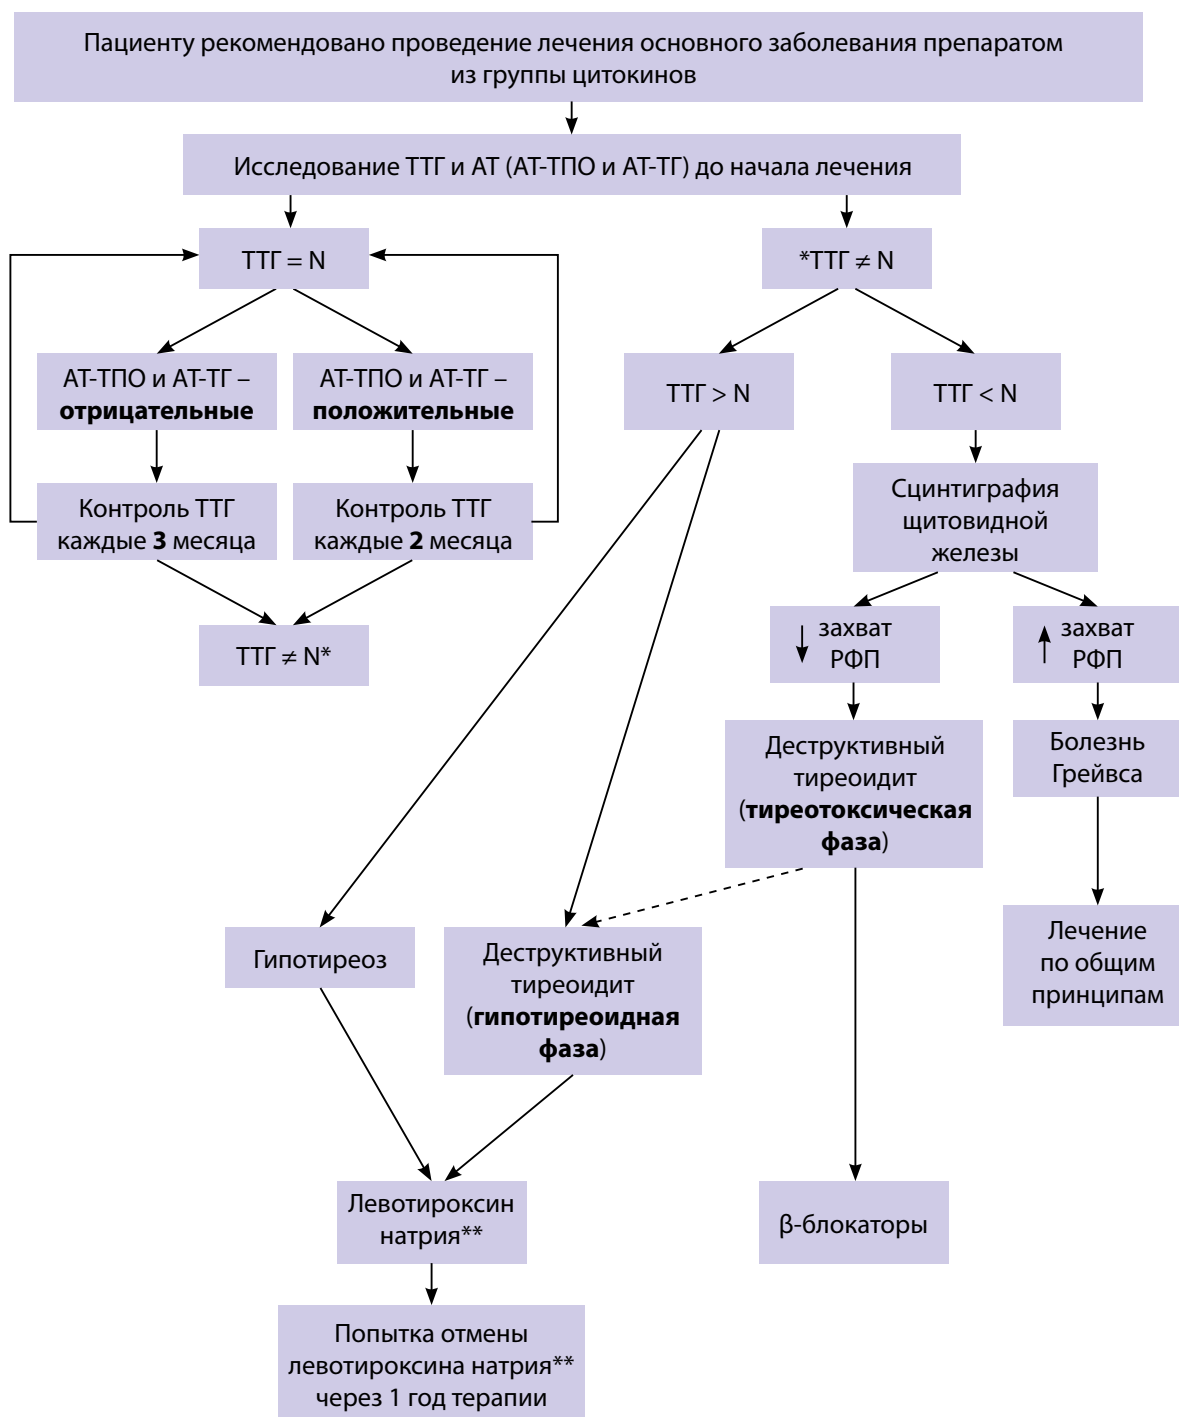 Пациенту рекомендовано проведение лечения основного заболевания препаратом
из группы цитокинов
Исследование ТТГ и АТ (АТ-ТПО и АТ-ТГ) до начала лечения
ТТГ = N
*ТТГ ≠ N
АТ-ТПО и АТ-ТГ –
отрицательные
АТ-ТПО и АТ-ТГ –
положительные
ТТГ > N
ТТГ < N
Контроль ТТГ
каждые 3 месяца
Контроль ТТГ
каждые 2 месяца
Сцинтиграфия
щитовидной
железы
ТТГ ≠ N*
захват
РФП
захват
РФП
Деструктивный
тиреоидит
(тиреотоксическая
фаза)
Болезнь
Грейвса
Гипотиреоз
Деструктивный
тиреоидит
(гипотиреоидная
фаза)
Лечение
по общим
принципам
Левотироксин
натрия**
β-блокаторы
Попытка отмены
левотироксина натрия**
через 1 год терапии